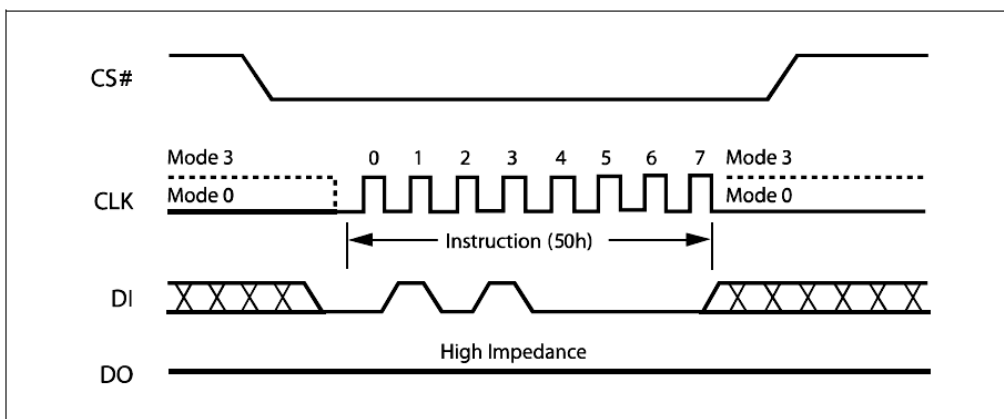 CS#
Mode 3 0 1 2 3 4 5 6 7 Mode 3
CLK Mode 0 Mode 0
Instruction (50h)
DI
High Impedance
DO